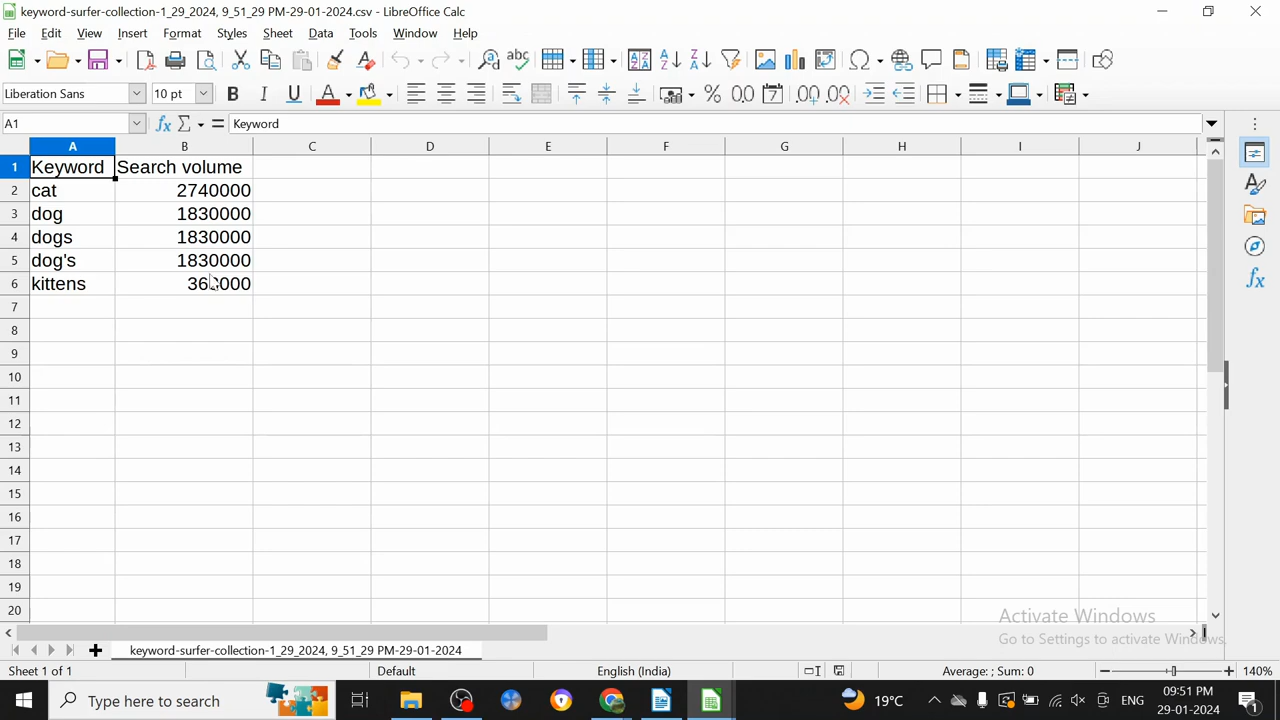 keyword-surfer-collection-1_29_2024, 9_51_29 PM-29-01-2024.csv - LibreOffice Calc
File Edit View Insert Format Styles Sheet Data Tools Window Help
Liberation Sans 10 pt
A1 Keyword
A B C D E F G H I J
1 Keyword Search volume
2 cat 2740000
3 dog 1830000
4 dogs 1830000
5 dog's 1830000
6 kittens
7
8
9
10
11
12
13
14
15
16
17
18
19
20
Activate Windows
Go to Settings to activate Windows.
keyword-surfer-collection-1_29_2024, 9_51_29 PM-29-01-2024
Sheet 1 of 1 Default English (India) Average: ; Sum: 0 140%
Type here to search 19°C ENG 09:51 PM
29-01-2024 1